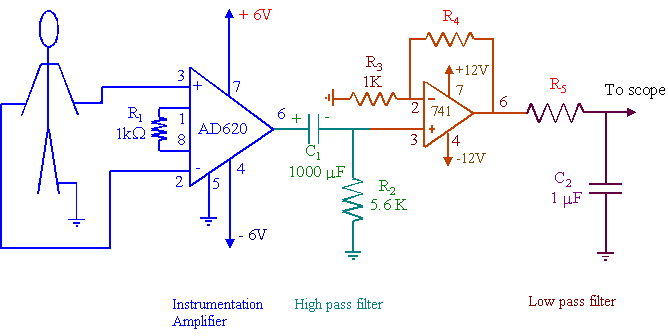 + 6V
R4
R3
1K
+12V
R5
To scope
3
+
7
2
-
7
741
6
R1
1kΩ
1
8
AD620
6
+
-
C1
1000 µF
3
+
4
-12V
-
2
5
4
R2
5.6 K
C2
1 µF
- 6V
Instrumentation
Amplifier
High pass filter
Low pass filter